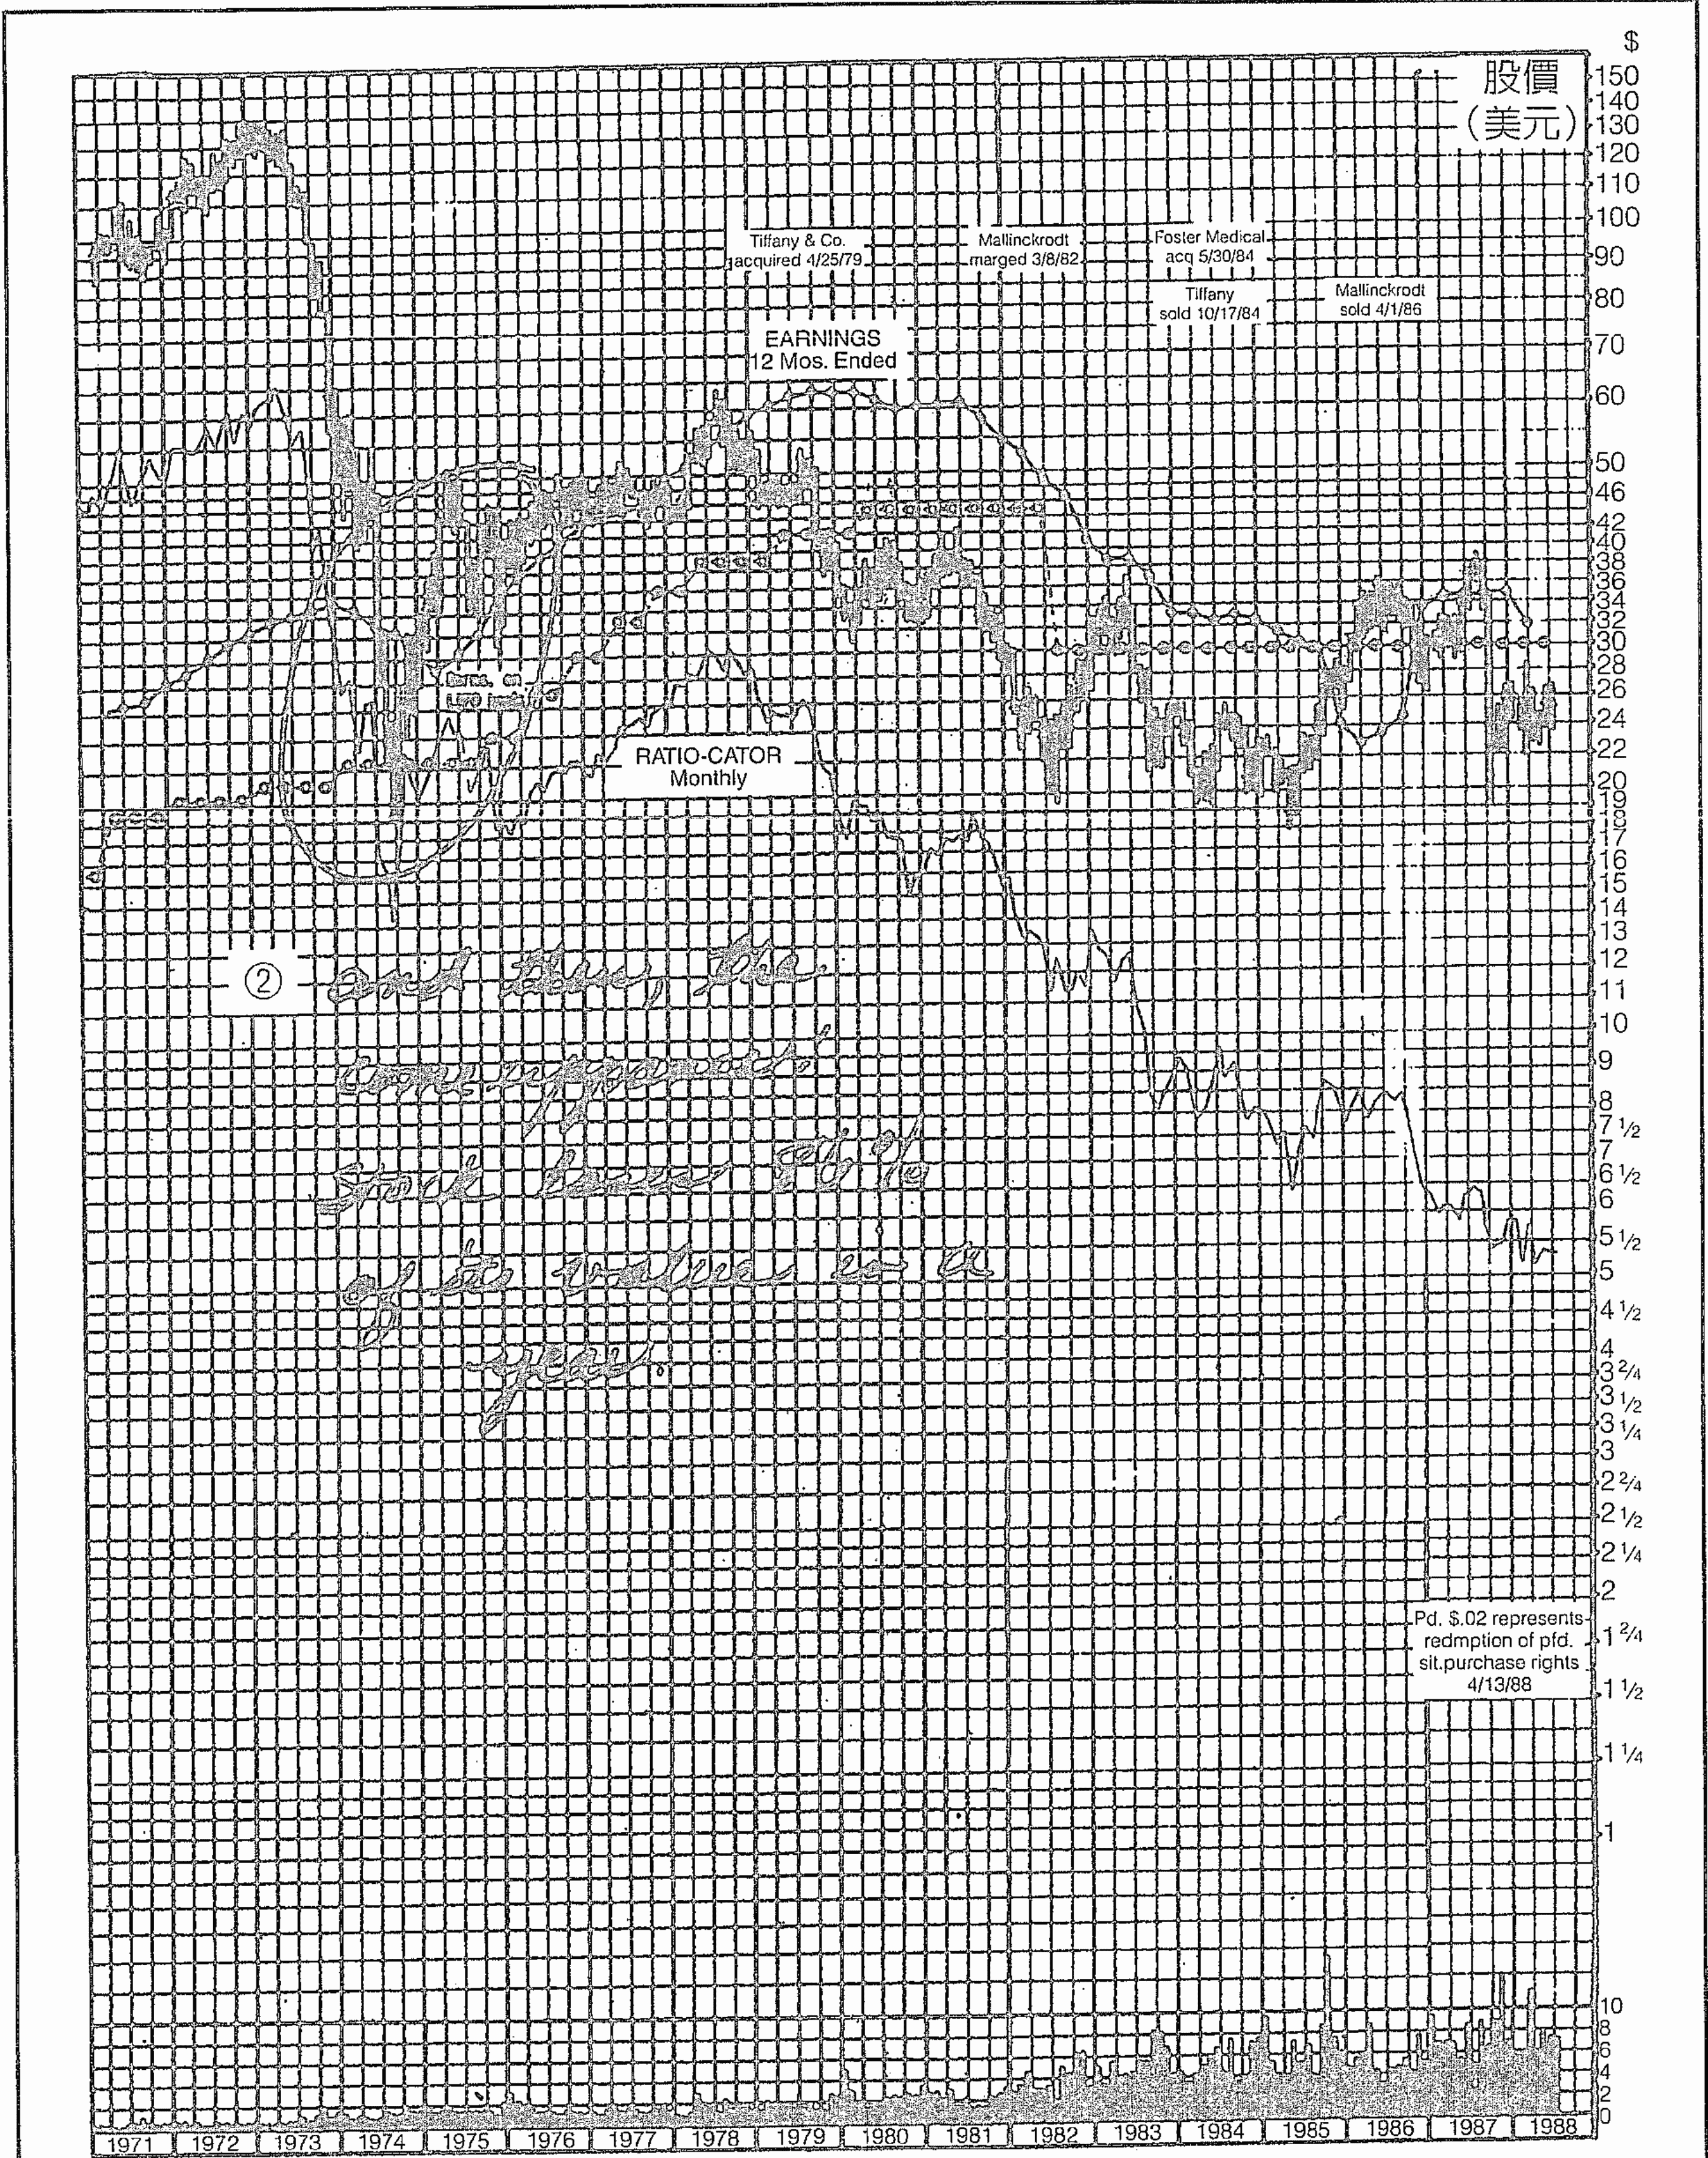 $
股價
(美元)
150
140
130
120
110
100
90
80
70
60
50
46
42
40
38
36
34
32
30
28
26
24
22
20
19
18
17
16
15
14
13
12
11
10
9
8
7 1/2
7
6 1/2
6
5 1/2
5
4 1/2
4
3 2/4
3 1/2
3 1/4
3
2 2/4
2 1/2
2 1/4
2
1 2/4
1 1/2
1 1/4
1
10
8
6
4
2
0
Tiffany & Co.
acquired 4/25/79
Mallinckrodt
marged 3/8/82
Foster Medical
acq 5/30/84
Tiffany
sold 10/17/84
Mallinckrodt
sold 4/1/86
EARNINGS
12 Mos. Ended
RATIO-CATOR
Monthly
②
And then, the
stock loses
of its value in a
year.
Pd. $.02 represents
redmption of pfd.
sit.purchase rights
4/13/88
1971 1972 1973 1974 1975 1976 1977 1978 1979 1980 1981 1982 1983 1984 1985 1986 1987 1988